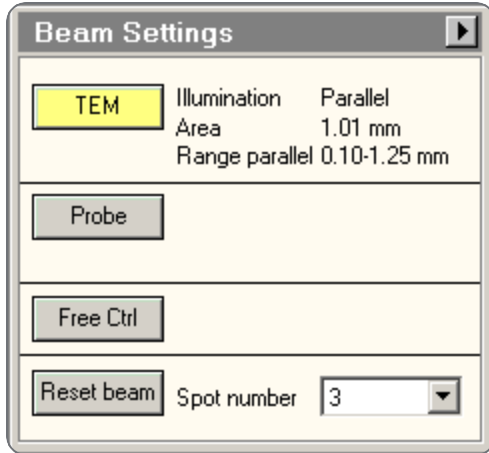 Beam Settings
TEM
Illumination Parallel
Area 1.01 mm
Range parallel 0.10-1.25 mm
Probe
Free Ctrl
Reset beam Spot number 3